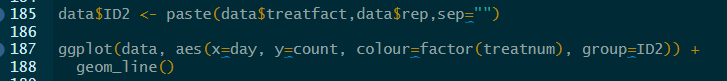 185 data$ID2 <- paste(data$treatfact,data$rep,sep="")
186
187 ggplot(data, aes(x=day, y=count, colour=factor(treatnum), group=ID2)) +
188 geom_line()